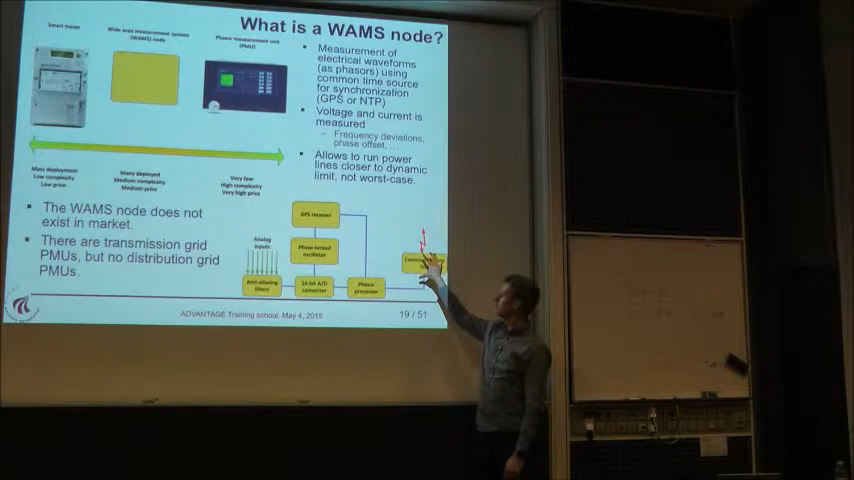 What is a WAMS node?
Smart meter
Wide area measurement system
(WAMS) node
Phasor measurement unit
(PMU)
Measurement of
electrical waveforms
(as phasors) using
common time source
for synchronization
(GPS or NTP)
Voltage and current is
measured
– Frequency deviations,
phase offset, ...
Allows to run power
lines closer to dynamic
limit, not worst-case.
Mass deployment
Low complexity
Low price
Many deployed
Medium complexity
Medium price
Very few
High complexity
Very high price
The WAMS node does not
exist in market.
There are transmission grid
PMUs, but no distribution grid
PMUs.
GPS receiver
Analog
inputs
Phase-locked
oscillator
Anti-aliasing
filters
16-bit A/D
converter
Phasor
processor
ADVANTAGE Training school, May 4, 2015
19 / 51